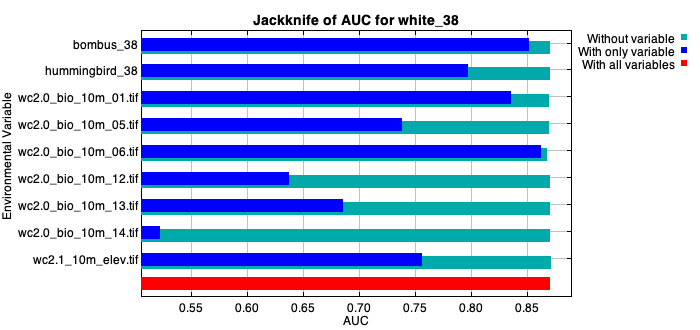 Jackknife of AUC for white_38
Without variable
With only variable
With all variables
Environmental Variable
bombus_38
hummingbird_38
wc2.0_bio_10m_01.tif
wc2.0_bio_10m_05.tif
wc2.0_bio_10m_06.tif
wc2.0_bio_10m_12.tif
wc2.0_bio_10m_13.tif
wc2.0_bio_10m_14.tif
wc2.1_10m_elev.tif
0.55 0.60 0.65 0.70 0.75 0.80 0.85
AUC